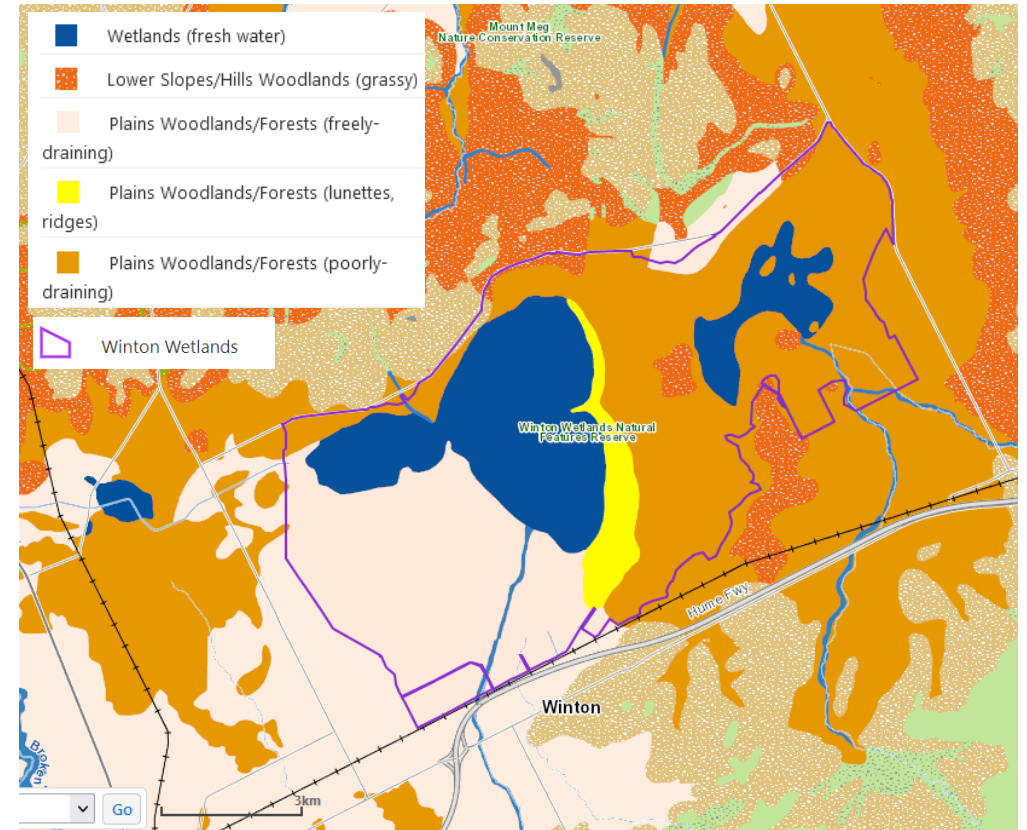 Wetlands (fresh water)
Lower Slopes/Hills Woodlands (grassy)
Plains Woodlands/Forests (freely-
draining)
Plains Woodlands/Forests (lunettes,
ridges)
Plains Woodlands/Forests (poorly-
draining)
Winton Wetlands
Mount Meg
Nature Conservation Reserve
Winton Wetlands Natural
Features Reserve
Hume Fwy
Winton
Broken
3km
Go